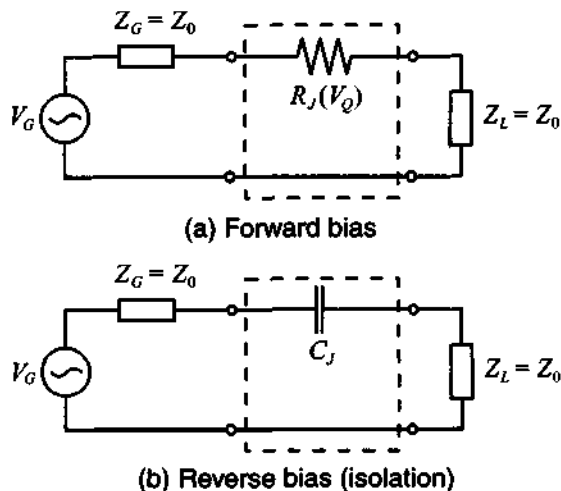 Z_G = Z_0
R_J(V_Q)
V_G
Z_L = Z_0
(a) Forward bias
Z_G = Z_0
C_J
V_G
Z_L = Z_0
(b) Reverse bias (isolation)